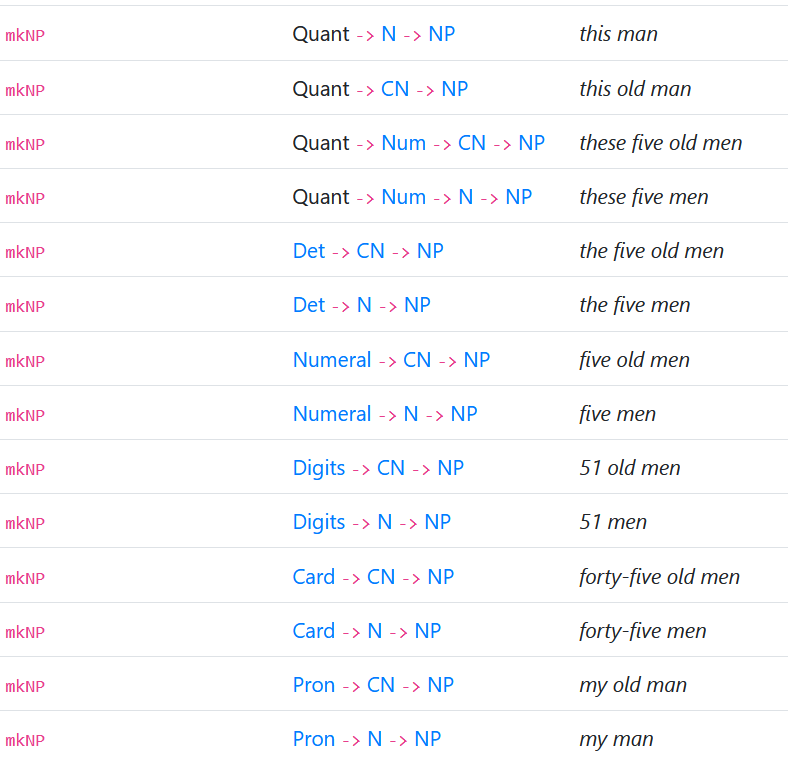 mkNP Quant -> N -> NP this man
mkNP Quant -> CN -> NP this old man
mkNP Quant -> Num -> CN -> NP these five old men
mkNP Quant -> Num -> N -> NP these five men
mkNP Det -> CN -> NP the five old men
mkNP Det -> N -> NP the five men
mkNP Numeral -> CN -> NP five old men
mkNP Numeral -> N -> NP five men
mkNP Digits -> CN -> NP 51 old men
mkNP Digits -> N -> NP 51 men
mkNP Card -> CN -> NP forty-five old men
mkNP Card -> N -> NP forty-five men
mkNP Pron -> CN -> NP my old man
mkNP Pron -> N -> NP my man